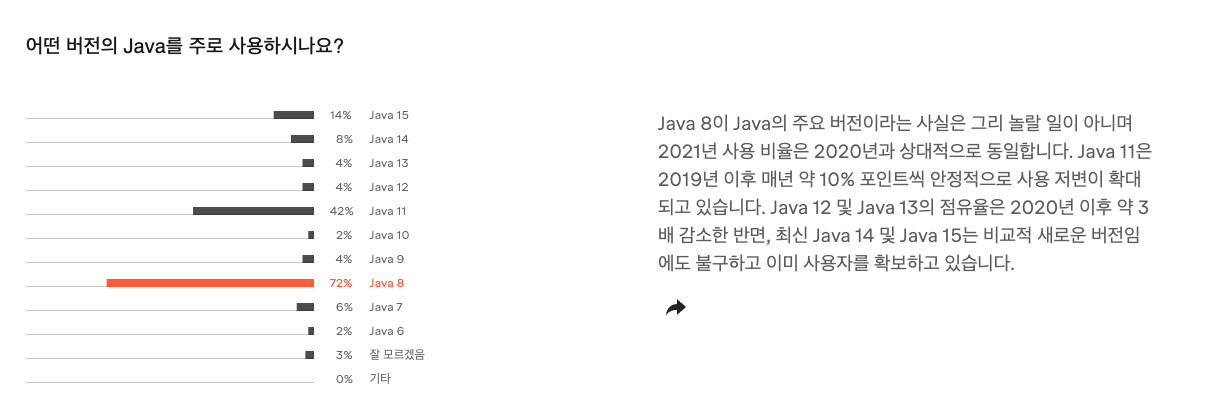 어떤 버전의 Java를 주로 사용하시나요?
14% Java 15
8% Java 14
4% Java 13
4% Java 12
42% Java 11
2% Java 10
4% Java 9
72% Java 8
6% Java 7
2% Java 6
3% 잘 모르겠음
0% 기타
Java 8이 Java의 주요 버전이라는 사실은 그리 놀랄 일이 아니며
2021년 사용 비율은 2020년과 상대적으로 동일합니다. Java 11은
2019년 이후 매년 약 10% 포인트씩 안정적으로 사용 저변이 확대
되고 있습니다. Java 12 및 Java 13의 점유율은 2020년 이후 약 3
배 감소한 반면, 최신 Java 14 및 Java 15는 비교적 새로운 버전임
에도 불구하고 이미 사용자를 확보하고 있습니다.